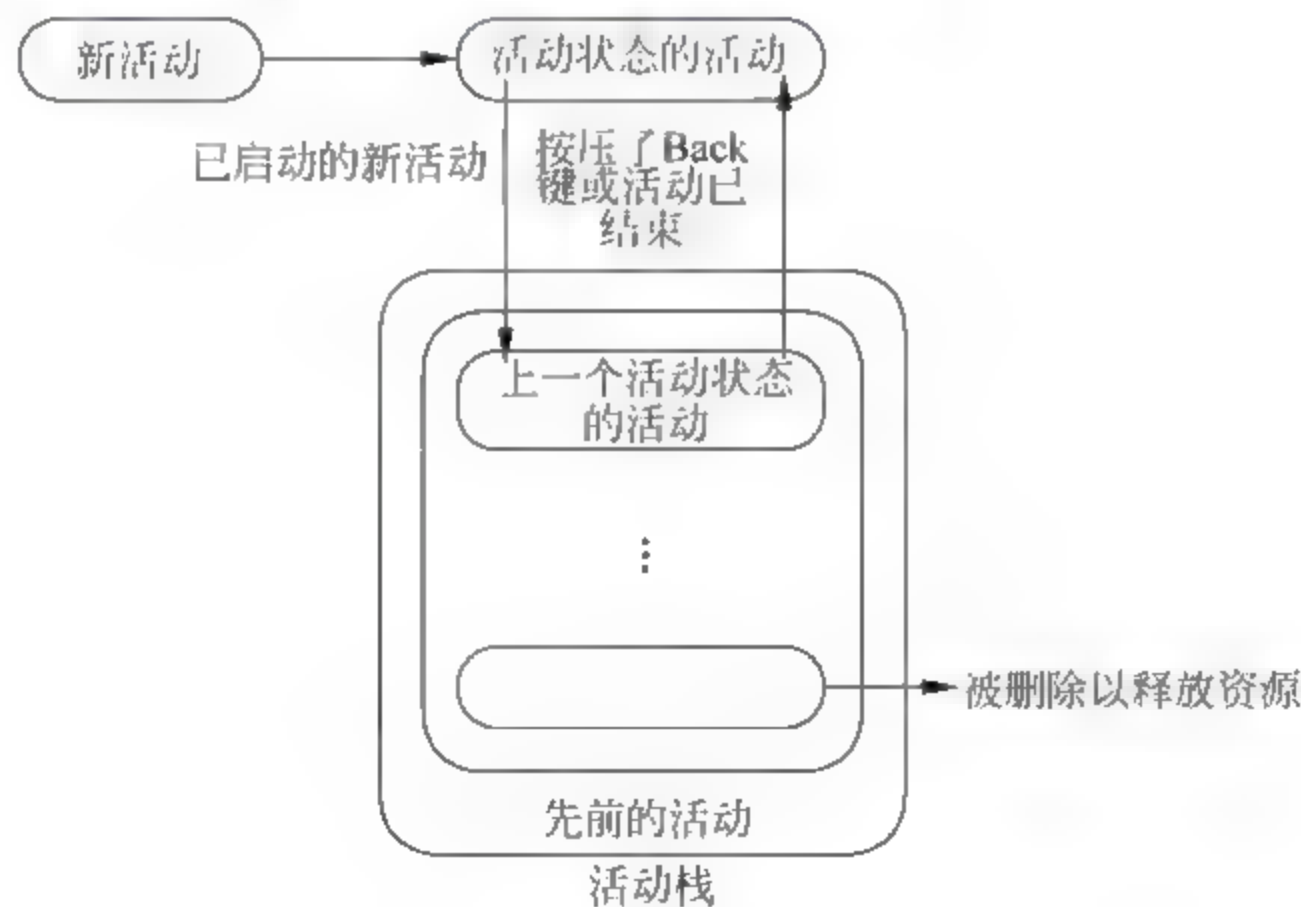 新活动
活动状态的活动
已启动的新活动
按压了Back
键或活动已
结束
上一个活动状态
的活动
⋮
被删除以释放资源
先前的活动
活动栈